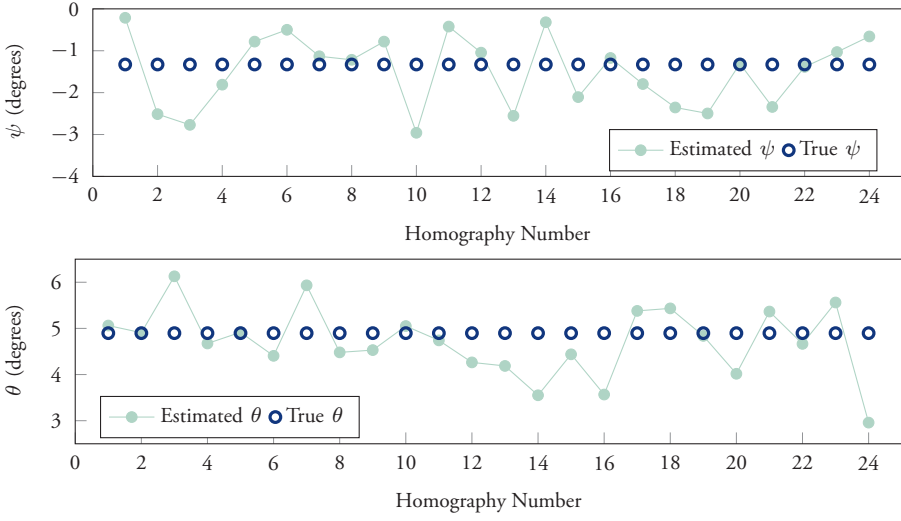 0
−1
−2
−3
−4
ψ (degrees)
Estimated ψ True ψ
0 2 4 6 8 10 12 14 16 18 20 22 24
Homography Number
6
5
4
3
θ (degrees)
Estimated θ True θ
0 2 4 6 8 10 12 14 16 18 20 22 24
Homography Number